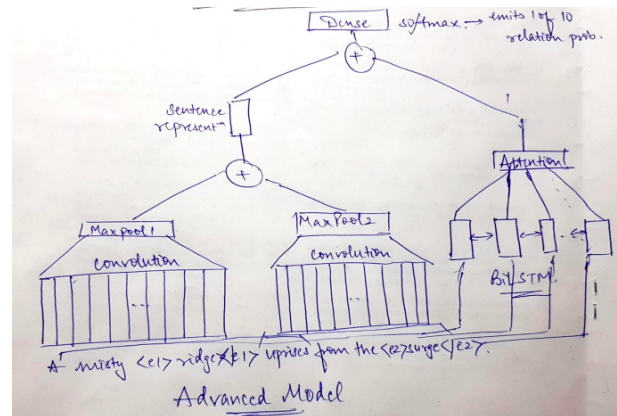 Dense softmax. → emits 1 of 10
relation prob.
+
sentence
represent^n
+
Attention
Maxpool1
MaxPool2
convolution
convolution
...
...
BiLSTM
A misty <e1> ridge</e1> uprises from the <e2>surge</e2>.
Advanced Model